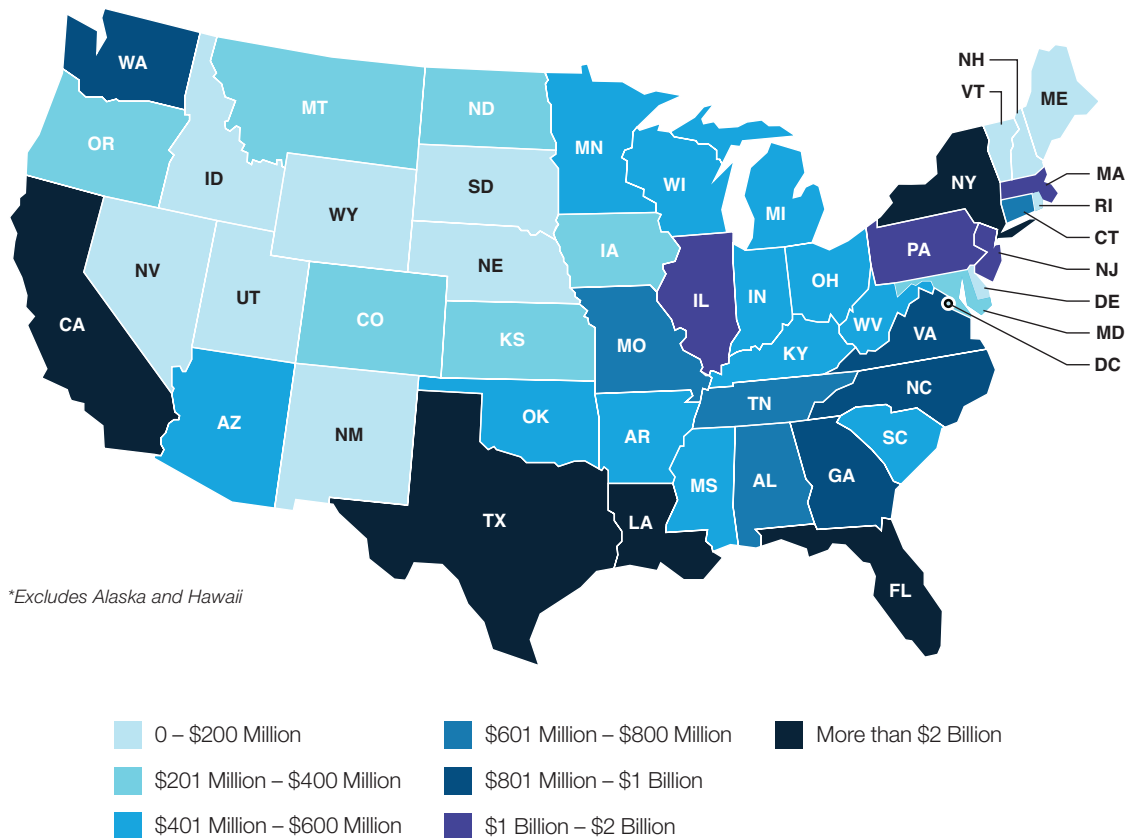 NH
VT
ME
WA
MT
ND
MN
OR
ID
SD
WI
MI
NY
MA
RI
CT
NJ
DE
MD
DC
WY
IA
PA
NE
NV
UT
IL
IN
OH
CA
CO
KS
MO
WV
VA
KY
NC
TN
AZ
NM
OK
AR
SC
MS
AL
GA
TX
LA
FL
*Excludes Alaska and Hawaii
0 – $200 Million
$201 Million – $400 Million
$401 Million – $600 Million
$601 Million – $800 Million
$801 Million – $1 Billion
$1 Billion – $2 Billion
More than $2 Billion